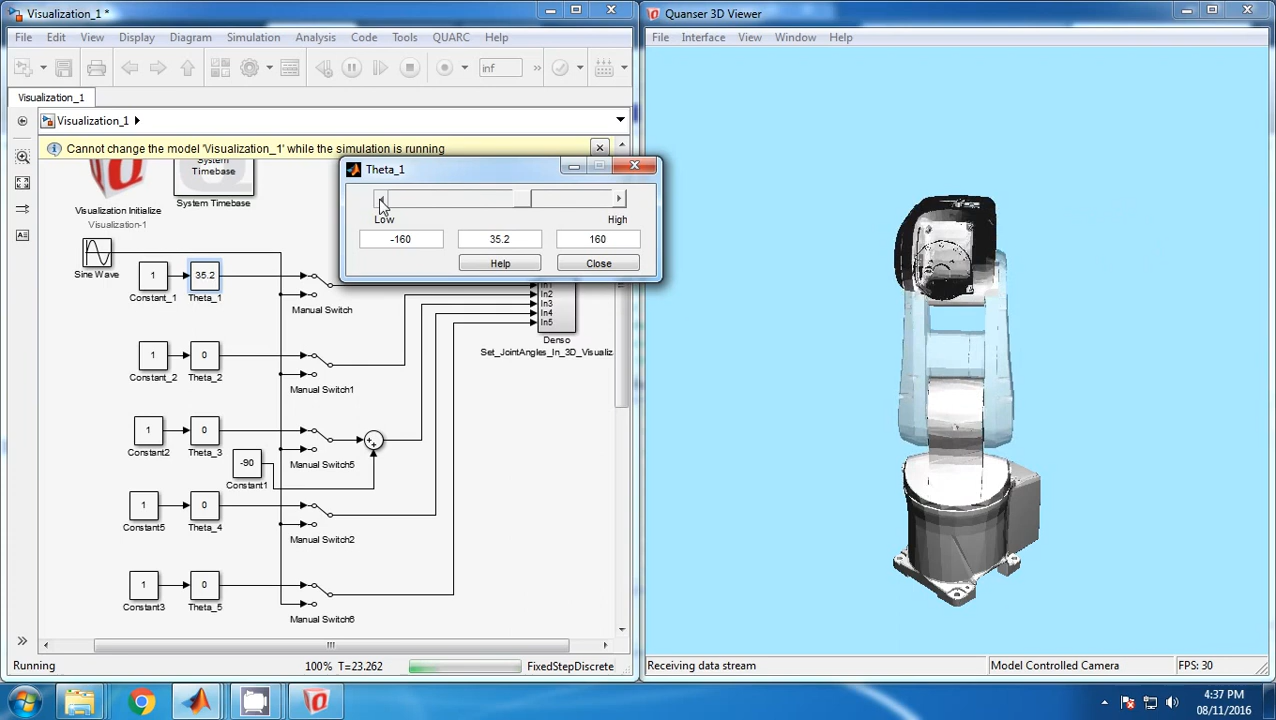 Visualization_1 *
File Edit View Display Diagram Simulation Analysis Code Tools QUARC Help
inf »
Visualization_1
Visualization_1
Cannot change the model 'Visualization_1' while the simulation is running
System
Timebase
Visualization Initialize
System Timebase
Visualization-1
Sine Wave
1
Constant_1
35.2
Theta_1
Manual Switch
1
Constant_2
0
Theta_2
Manual Switch1
1
Constant2
0
Theta_3
Manual Switch5
-90
Constant1
1
Constant5
0
Theta_4
Manual Switch2
1
Constant3
0
Theta_5
Manual Switch6
In1
In2
In3
In4
In5
Denso
Set_JointAngles_In_3D_Visualiz
Theta_1
Low High
-160 35.2 160
Help Close
Running 100% T=23.262 FixedStepDiscrete
Quanser 3D Viewer
File Interface View Window Help
Receiving data stream Model Controlled Camera FPS: 30
4:37 PM
08/11/2016